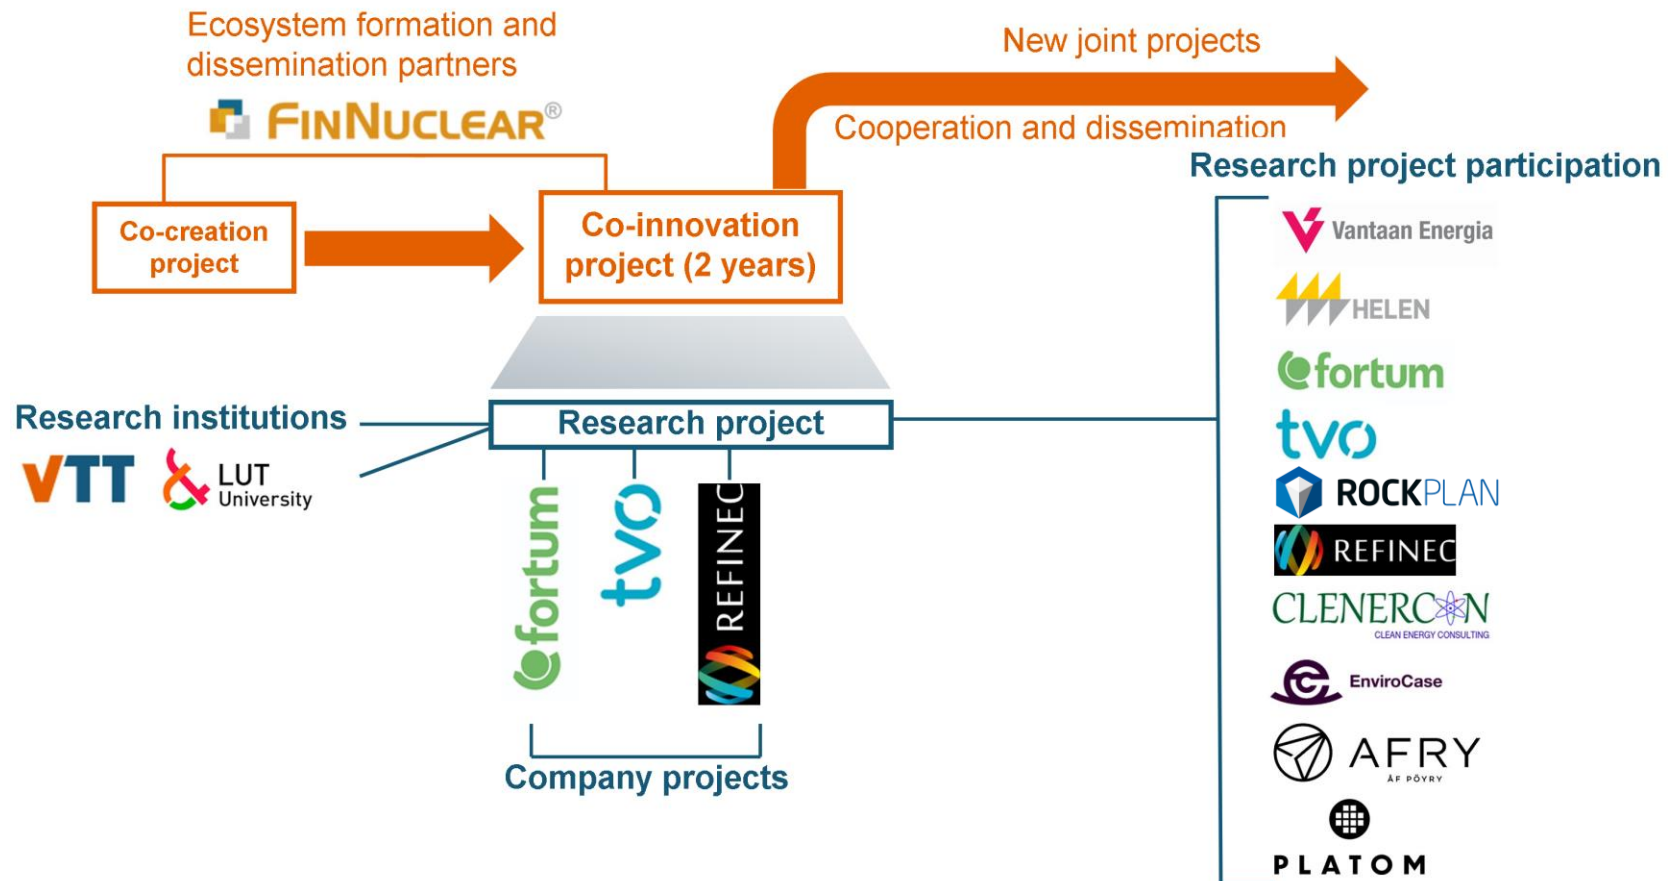 Ecosystem formation and
dissemination partners
FINNUCLEAR®
New joint projects
Cooperation and dissemination
Co-creation
project
Co-innovation
project (2 years)
Research project participation
Vantaan Energia
HELEN
fortum
tvo
ROCKPLAN
REFINEC
CLENERCON
CLEAN ENERGY CONSULTING
EnviroCase
AFRY
ÅF PÖYRY
PLATOM
Research institutions
VTT
LUT
University
Research project
fortum
tvo
REFINEC
Company projects